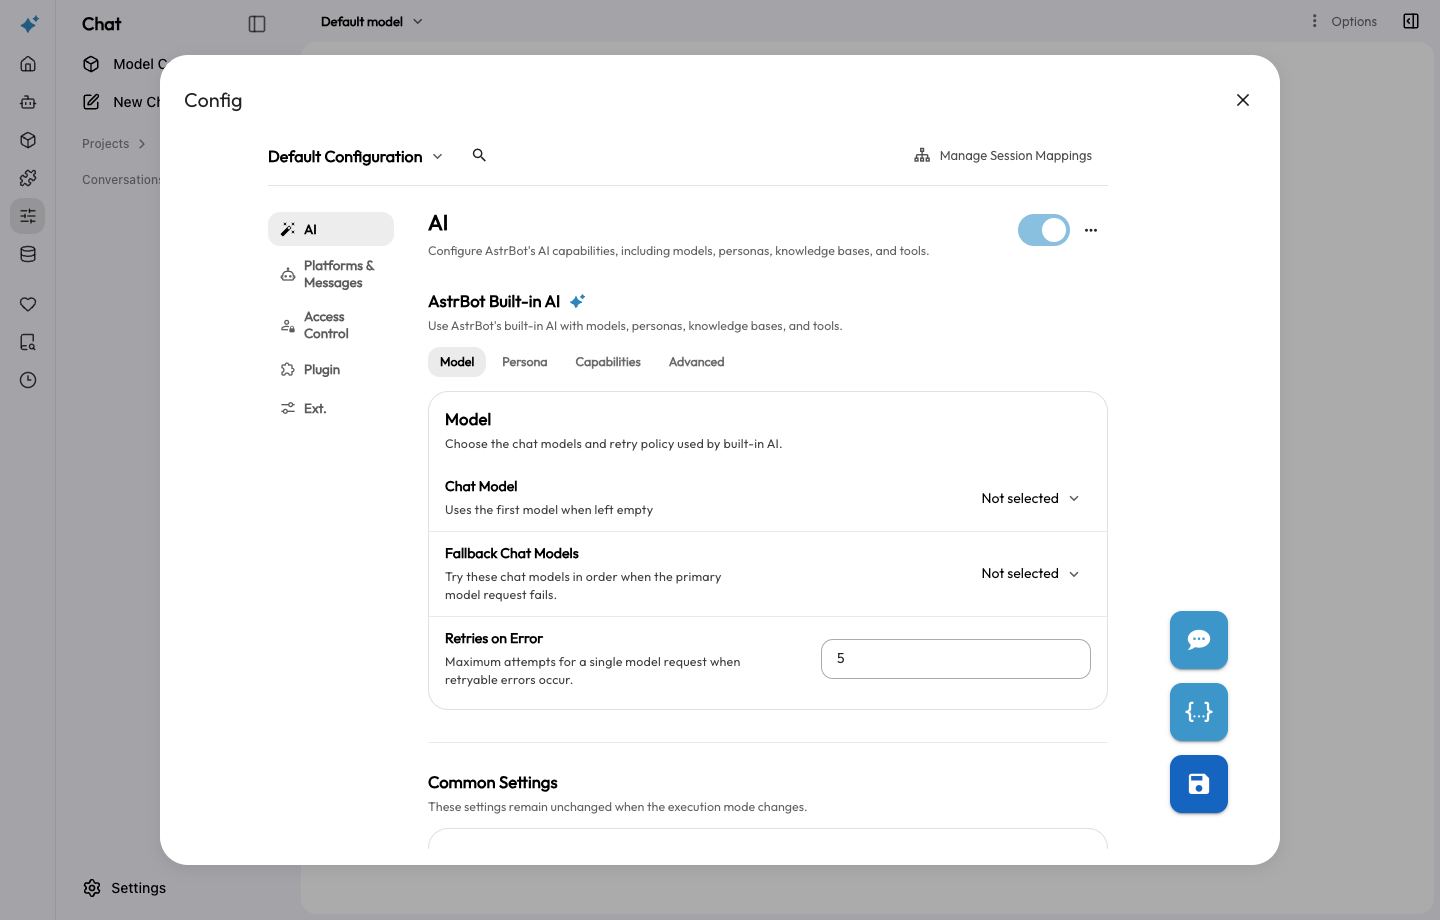 Chat
Default model
Options
Model C
New Ch
Projects
Conversations
Settings
Config
Default Configuration
Manage Session Mappings
AI
Platforms &
Messages
Access
Control
Plugin
Ext.
AI
Configure AstrBot's AI capabilities, including models, personas, knowledge bases, and tools.
AstrBot Built-in AI
Use AstrBot's built-in AI with models, personas, knowledge bases, and tools.
Model
Persona
Capabilities
Advanced
Model
Choose the chat models and retry policy used by built-in AI.
Chat Model
Uses the first model when left empty
Not selected
Fallback Chat Models
Try these chat models in order when the primary
model request fails.
Not selected
Retries on Error
Maximum attempts for a single model request when
retryable errors occur.
5
{...}
Common Settings
These settings remain unchanged when the execution mode changes.